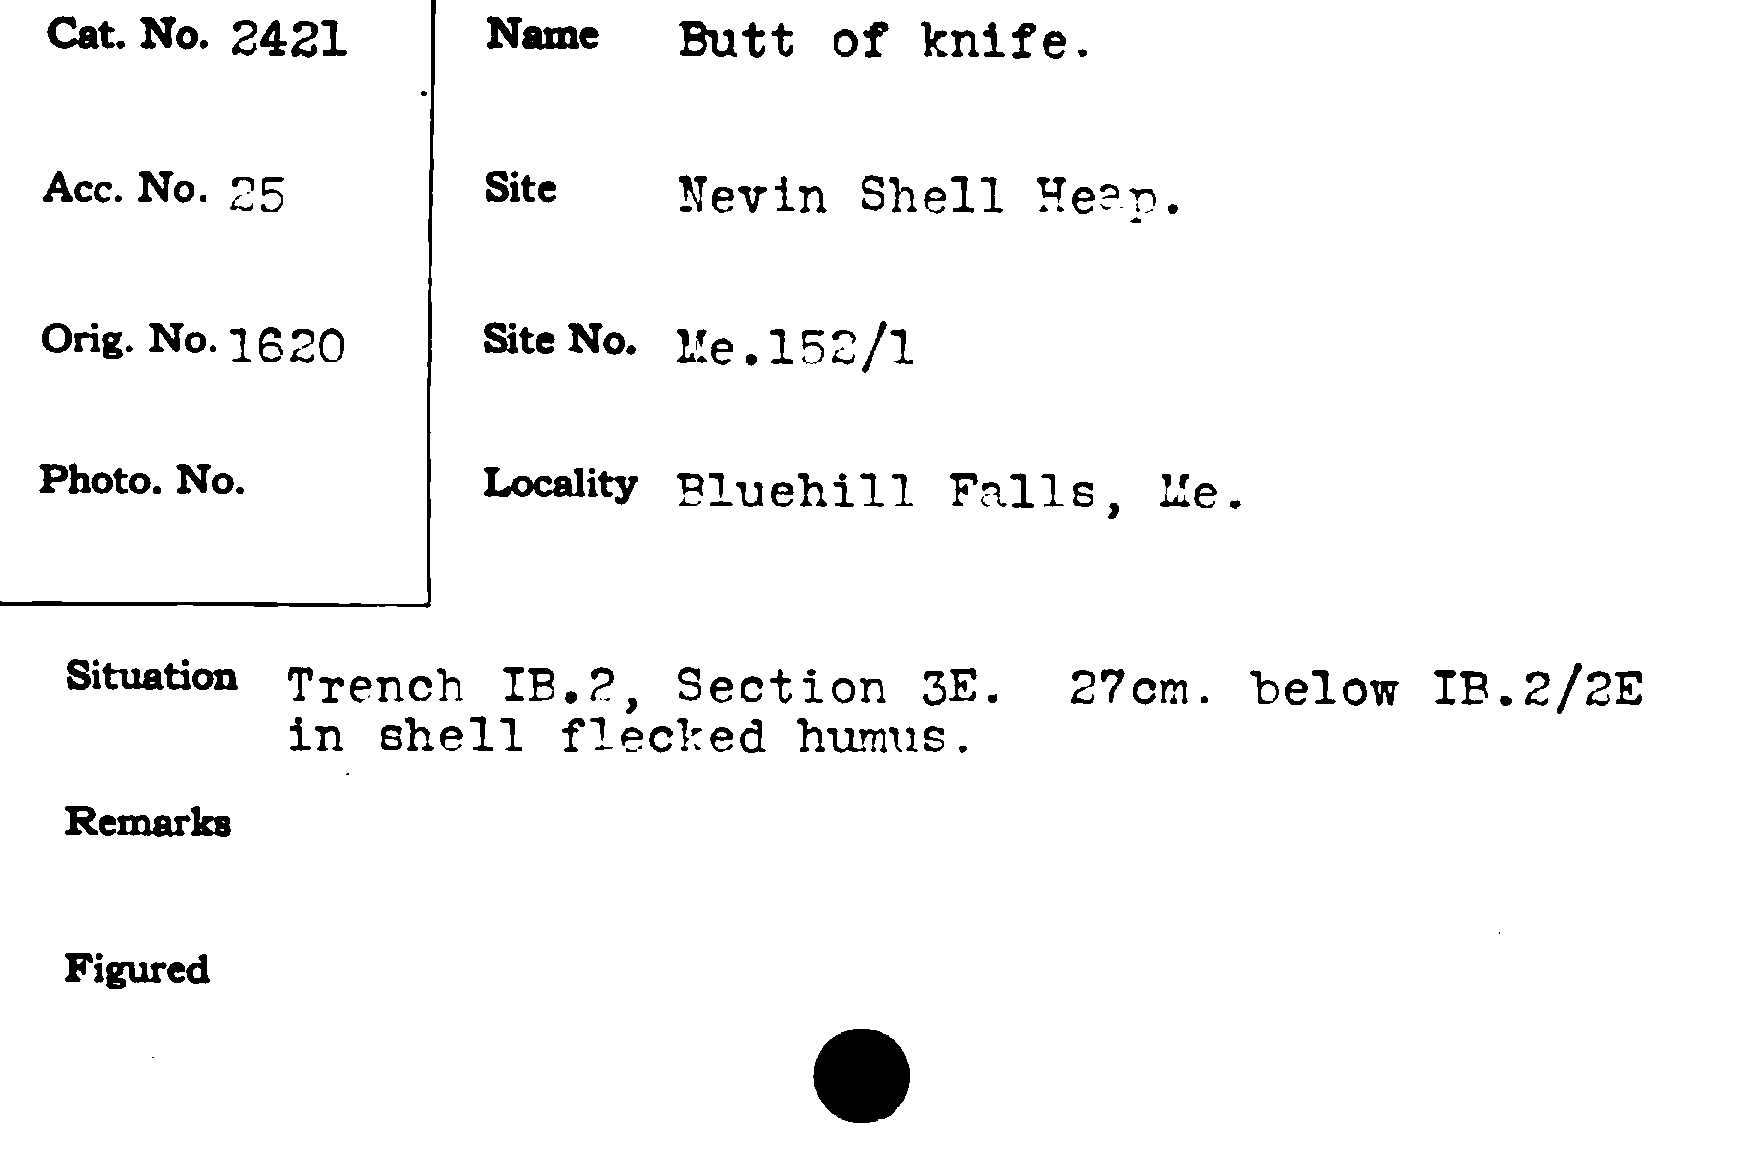 Cat. No. 2421
Name Butt of knife.
Acc. No. 25
Site Nevin Shell Heap.
Orig. No. 1620
Site No. Me.152/1
Photo. No.
Locality Bluehill Falls, Me.
Situation Trench IB.2, Section 3E. 27cm. below IB.2/2E
in shell flecked humus.
Remarks
Figured